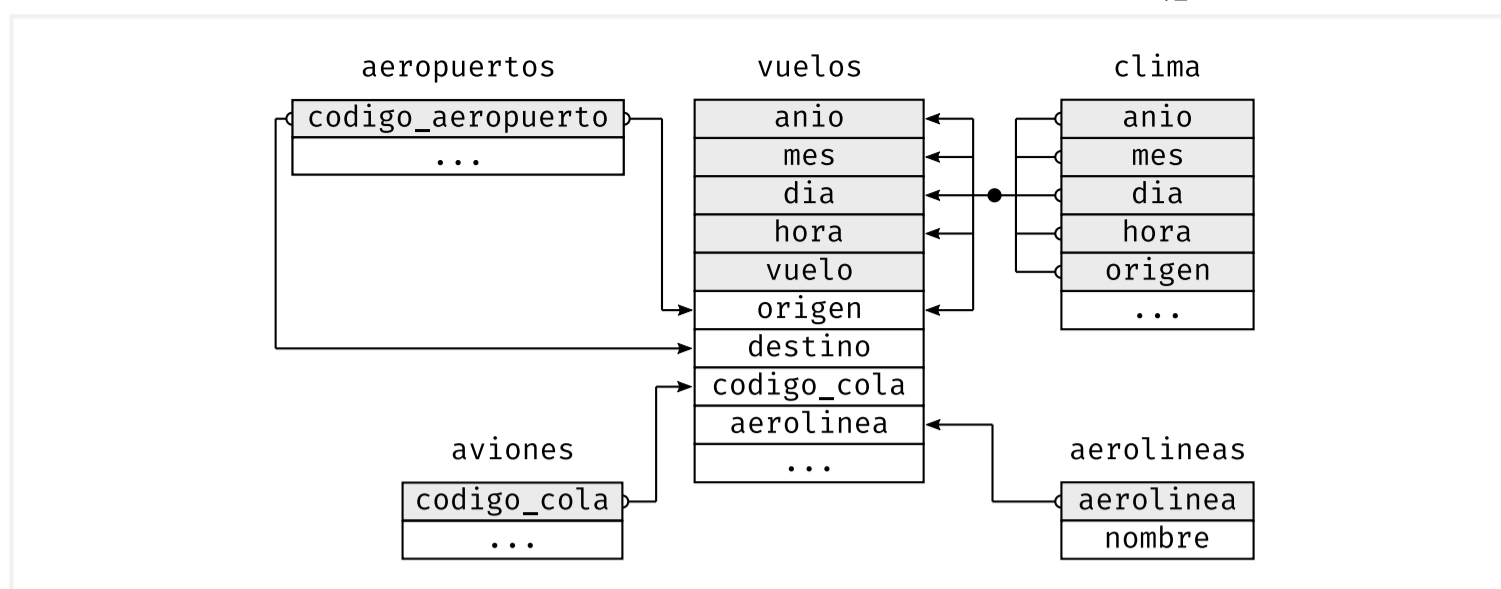 aeropuertos
codigo_aeropuerto
...
vuelos
anio
mes
dia
hora
vuelo
origen
destino
codigo_cola
aerolinea
...
clima
anio
mes
dia
hora
origen
...
aviones
codigo_cola
...
aerolineas
aerolinea
nombre